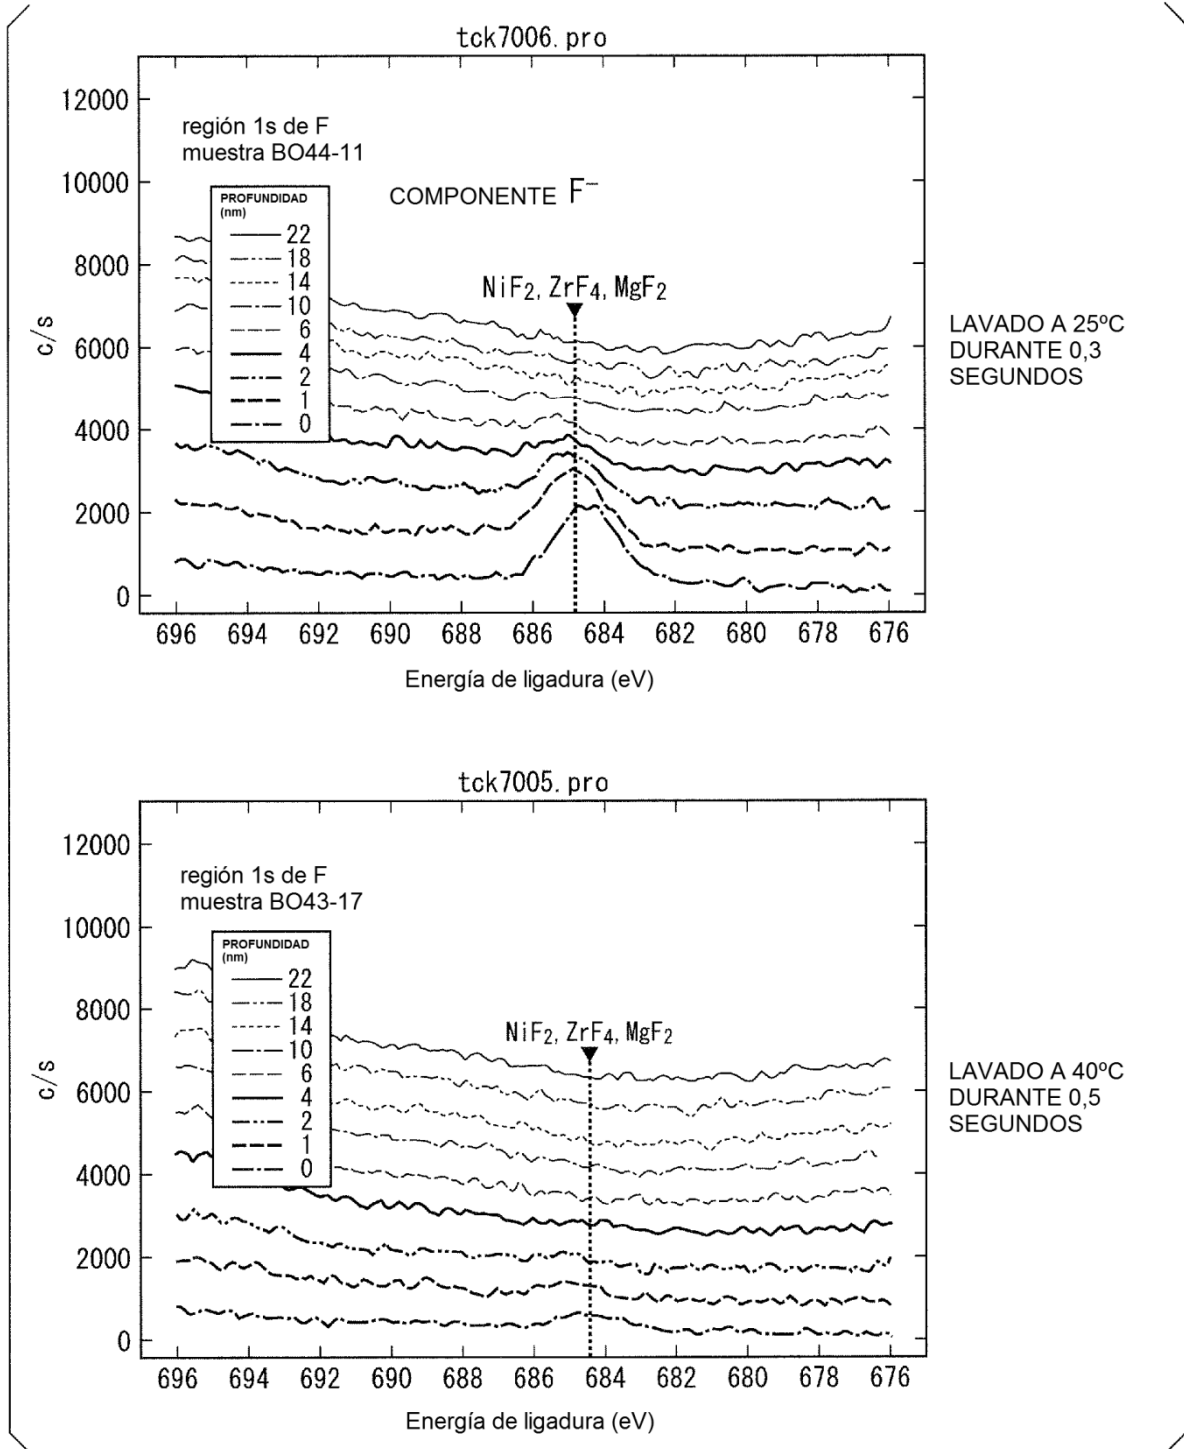 tck7006.pro
12000
10000
8000
6000
4000
2000
0
c/s
región 1s de F
muestra BO44-11
COMPONENTE F⁻
PROFUNDIDAD
(nm)
22
18
14
10
6
4
2
1
0
NiF₂, ZrF₄, MgF₂
LAVADO A 25ºC
DURANTE 0,3
SEGUNDOS
696 694 692 690 688 686 684 682 680 678 676
Energía de ligadura (eV)
tck7005.pro
12000
10000
8000
6000
4000
2000
0
c/s
región 1s de F
muestra BO43-17
PROFUNDIDAD
(nm)
22
18
14
10
6
4
2
1
0
NiF₂, ZrF₄, MgF₂
LAVADO A 40ºC
DURANTE 0,5
SEGUNDOS
696 694 692 690 688 686 684 682 680 678 676
Energía de ligadura (eV)